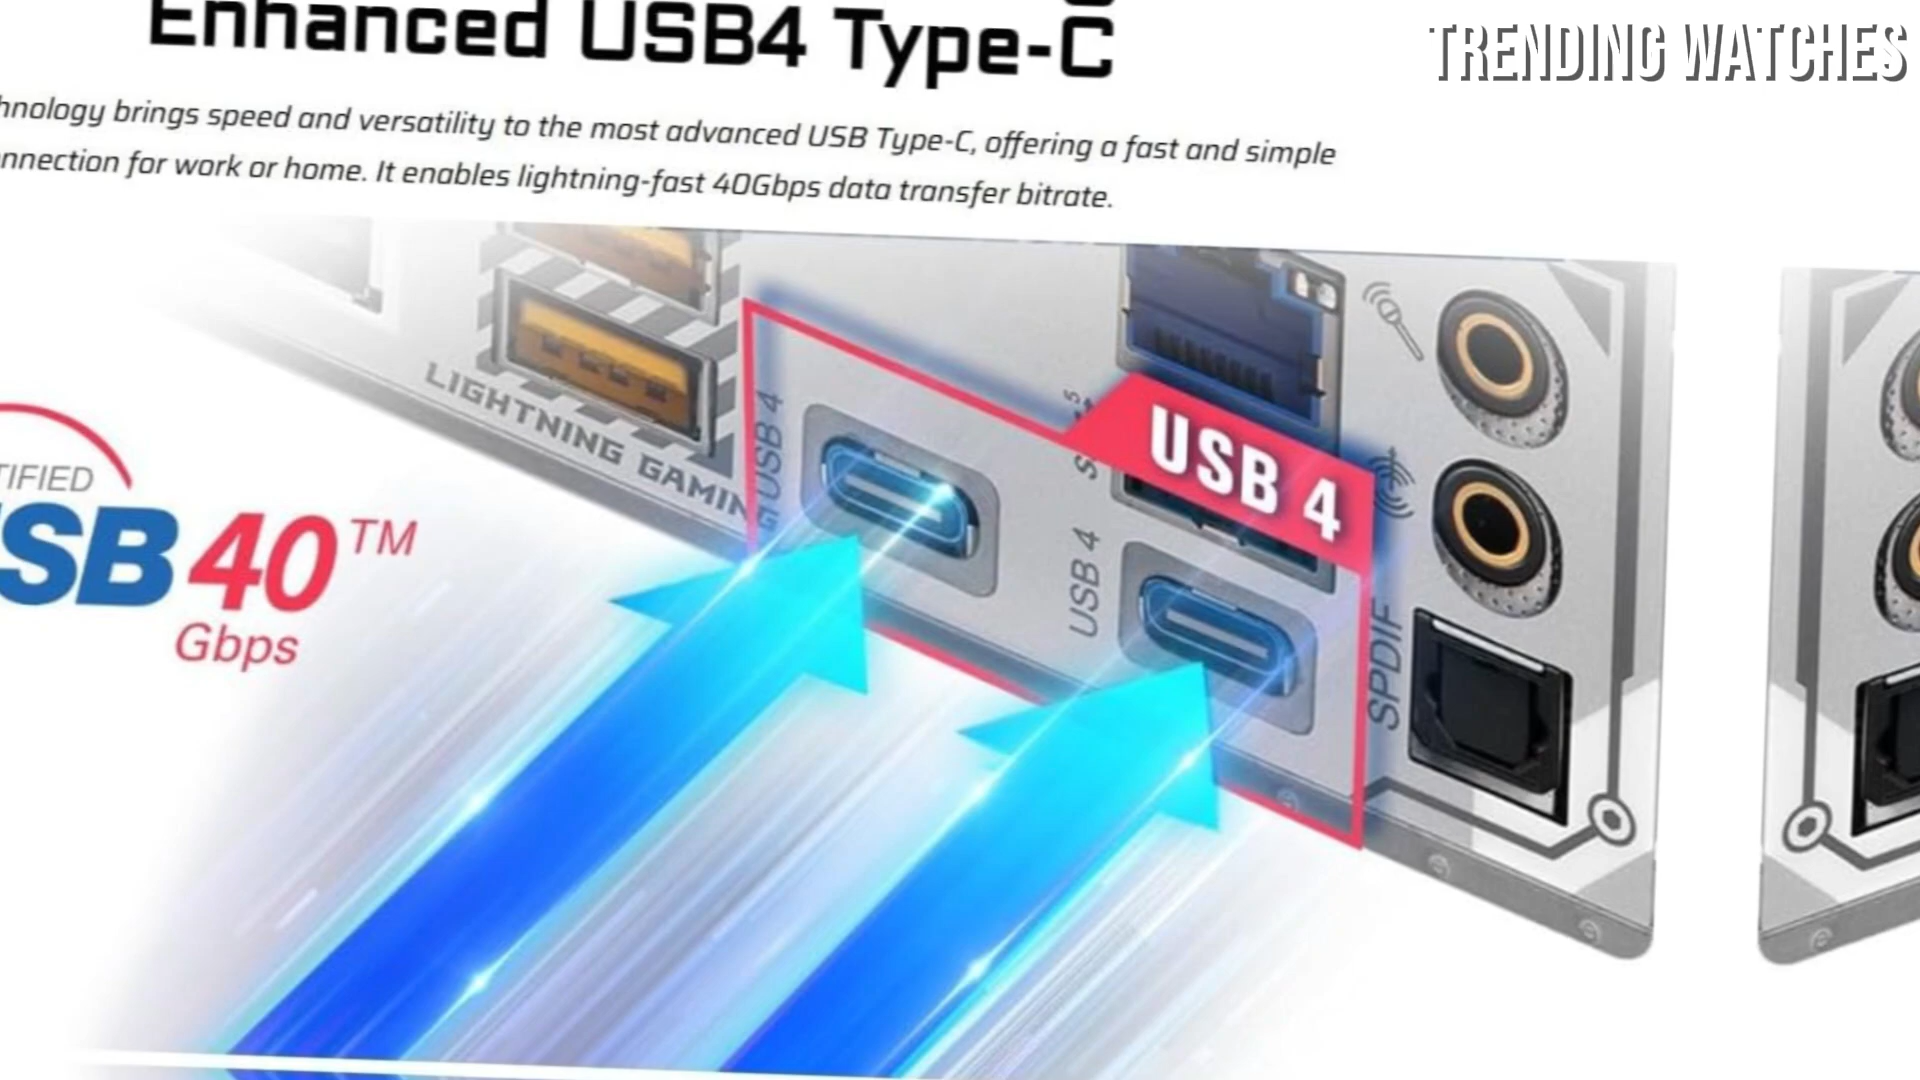 Enhanced USB4 Type-C
TRENDING WATCHES
hnology brings speed and versatility to the most advanced USB Type-C, offering a fast and simple
nnection for work or home. It enables lightning-fast 40Gbps data transfer bitrate.
LIGHTNING GAMING
USB 4
USB 4
USB 4
SPDIF
TIFIED
SB 40™
Gbps